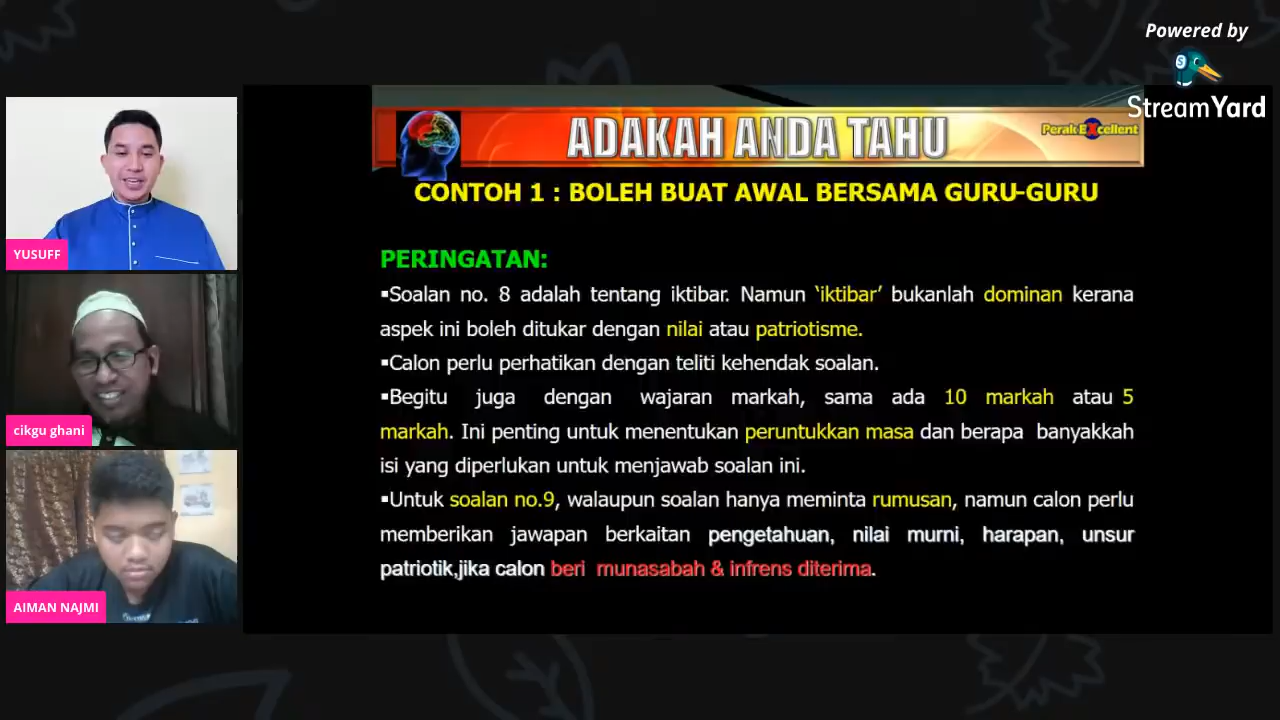 Powered by
StreamYard
YUSUFF
cikgu ghani
AIMAN NAJMI
ADAKAH ANDA TAHU
Perak EXcellent
CONTOH 1 : BOLEH BUAT AWAL BERSAMA GURU-GURU
PERINGATAN:
▪Soalan no. 8 adalah tentang iktibar. Namun ‘iktibar’ bukanlah dominan kerana
aspek ini boleh ditukar dengan nilai atau patriotisme.
▪Calon perlu perhatikan dengan teliti kehendak soalan.
▪Begitu juga dengan wajaran markah, sama ada 10 markah atau 5
markah. Ini penting untuk menentukan peruntukkan masa dan berapa banyakkah
isi yang diperlukan untuk menjawab soalan ini.
▪Untuk soalan no.9, walaupun soalan hanya meminta rumusan, namun calon perlu
memberikan jawapan berkaitan pengetahuan, nilai murni, harapan, unsur
patriotik,jika calon beri munasabah & infrens diterima.